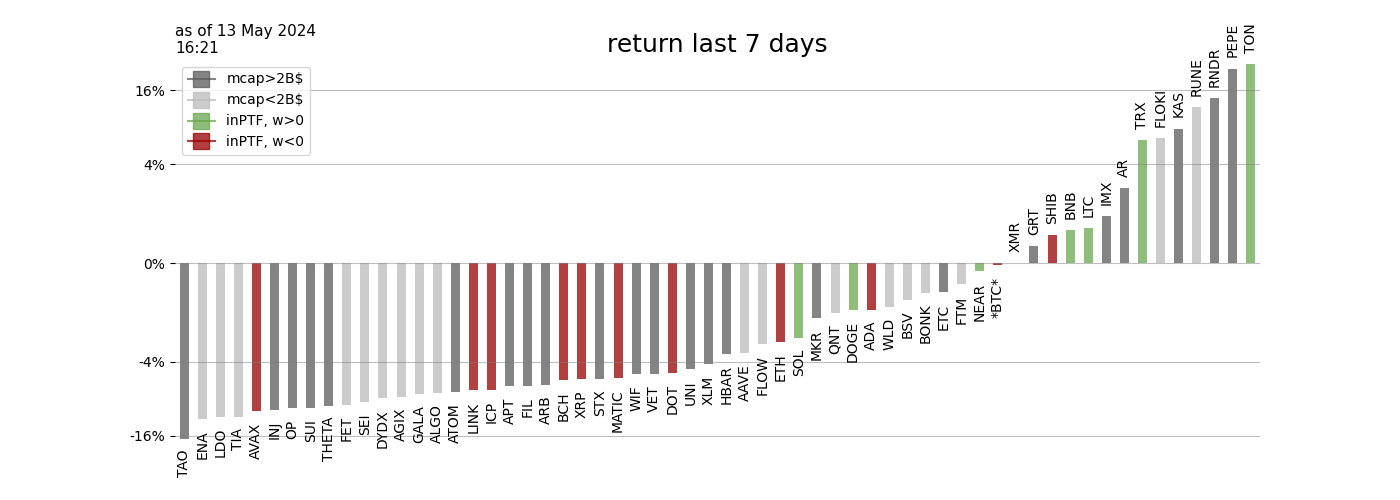 as of 13 May 2024
16:21
return last 7 days
mcap>2B$
mcap<2B$
inPTF, w>0
inPTF, w<0
16%
4%
0%
-4%
-16%
TAO
ENA
LDO
TIA
AVAX
INJ
OP
SUI
THETA
FET
SEI
DYDX
AGIX
GALA
ALGO
ATOM
LINK
ICP
APT
FIL
ARB
BCH
XRP
STX
MATIC
WIF
VET
DOT
UNI
XLM
HBAR
AAVE
FLOW
ETH
SOL
MKR
QNT
DOGE
ADA
WLD
BSV
BONK
ETC
FTM
NEAR
*BTC*
XMR
GRT
SHIB
BNB
LTC
IMX
AR
TRX
FLOKI
KAS
RUNE
RNDR
PEPE
TON